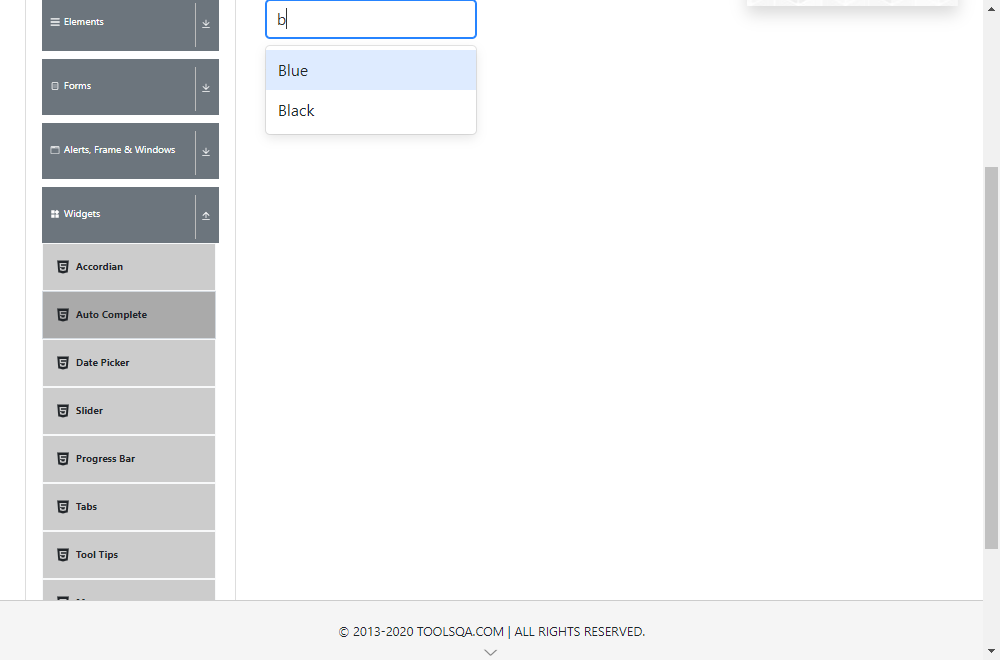 Elements
Forms
Alerts, Frame & Windows
Widgets
Accordian
Auto Complete
Date Picker
Slider
Progress Bar
Tabs
Tool Tips
b
Blue
Black
© 2013-2020 TOOLSQA.COM | ALL RIGHTS RESERVED.